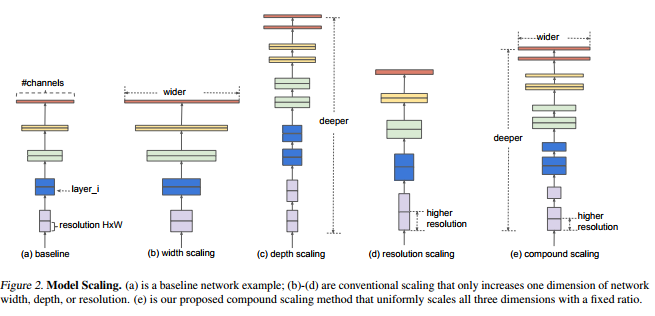 #channels
wider
deeper
wider
deeper
layer_i
resolution HxW
higher
resolution
higher
resolution
(a) baseline
(b) width scaling
(c) depth scaling
(d) resolution scaling
(e) compound scaling
Figure 2. Model Scaling. (a) is a baseline network example; (b)-(d) are conventional scaling that only increases one dimension of network
width, depth, or resolution. (e) is our proposed compound scaling method that uniformly scales all three dimensions with a fixed ratio.